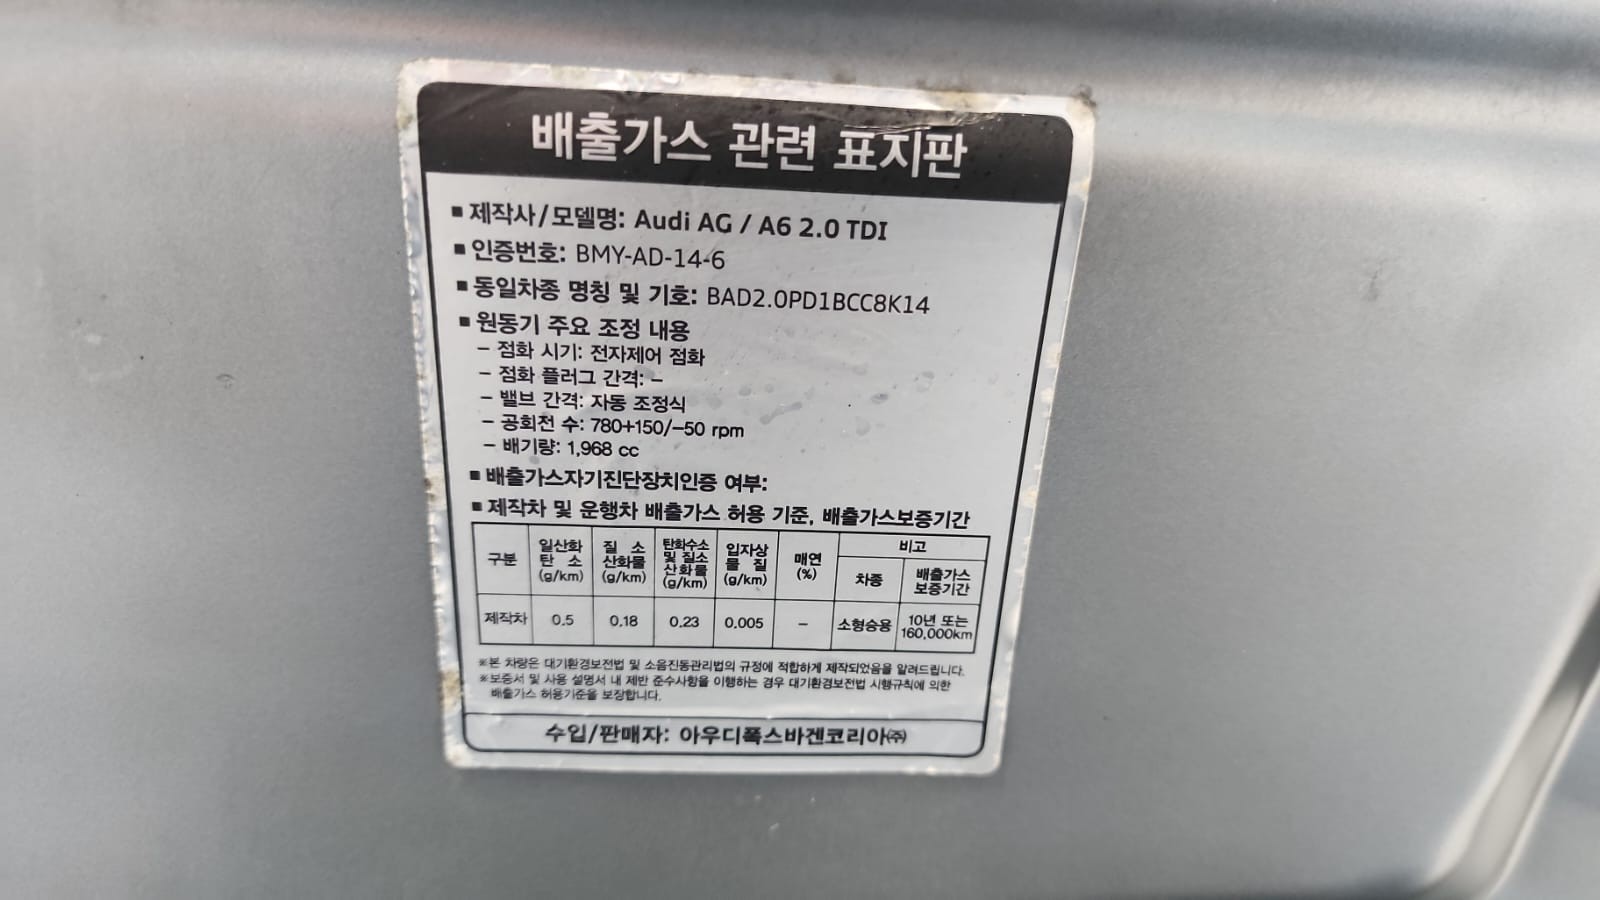 배출가스 관련 표지판
▪ 제작사/모델명: Audi AG / A6 2.0 TDI
▪ 인증번호: BMY-AD-14-6
▪ 동일차종 명칭 및 기호: BAD2.0PD1BCC8K14
▪ 원동기 주요 조정 내용
– 점화 시기: 전자제어 점화
– 점화 플러그 간격: –
– 밸브 간격: 자동 조정식
– 공회전 수: 780+150/–50 rpm
– 배기량: 1,968 cc
▪ 배출가스자기진단장치인증 여부:
▪ 제작차 및 운행차 배출가스 허용 기준, 배출가스보증기간
구분 일산화탄소 (g/km) 질소산화물 (g/km) 탄화수소 및 질소산화물 (g/km) 입자상물질 (g/km) 매연 (%) 비고
차종 배출가스 보증기간
제작차 0.5 0.18 0.23 0.005 – 소형승용 10년 또는 160,000km
※본 차량은 대기환경보전법 및 소음진동관리법의 규정에 적합하게 제작되었음을 알려드립니다.
※보증서 및 사용 설명서 내 제반 준수사항을 이행하는 경우 대기환경보전법 시행규칙에 의한
배출가스 허용기준을 보장합니다.
수입/판매자: 아우디폭스바겐코리아㈜